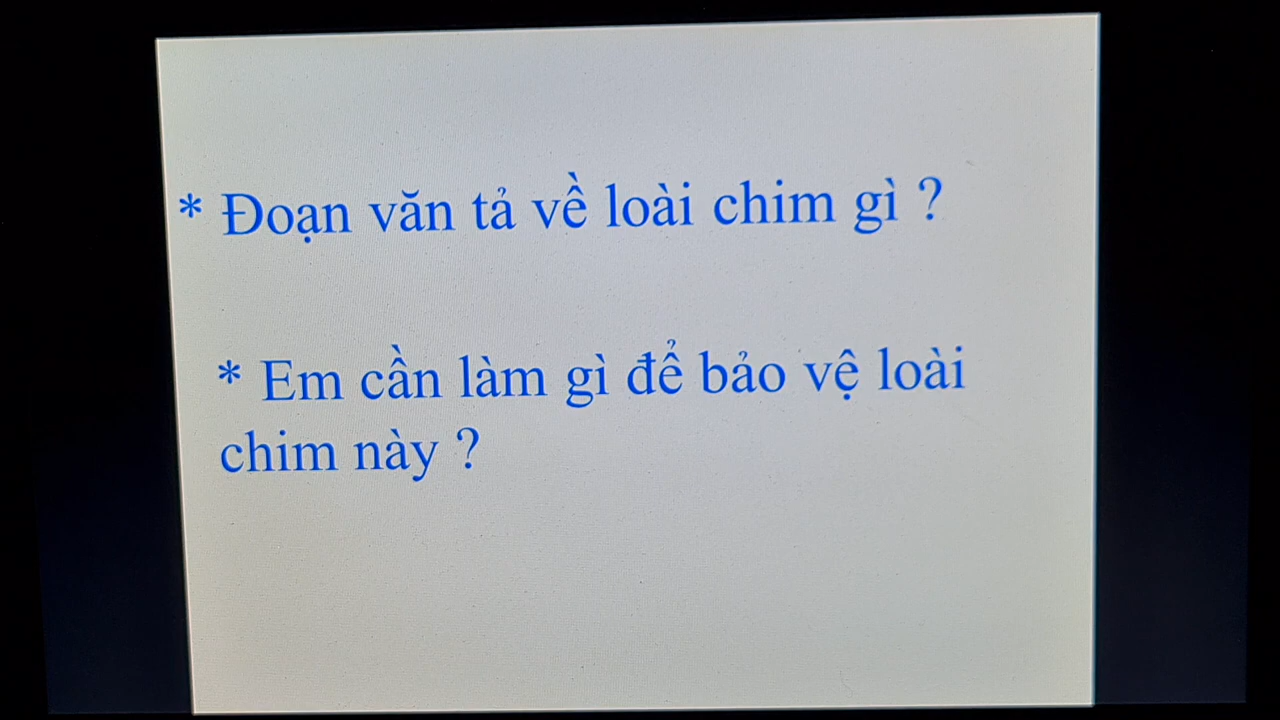 * Đoạn văn tả về loài chim gì ?
* Em cần làm gì để bảo vệ loài
chim này ?